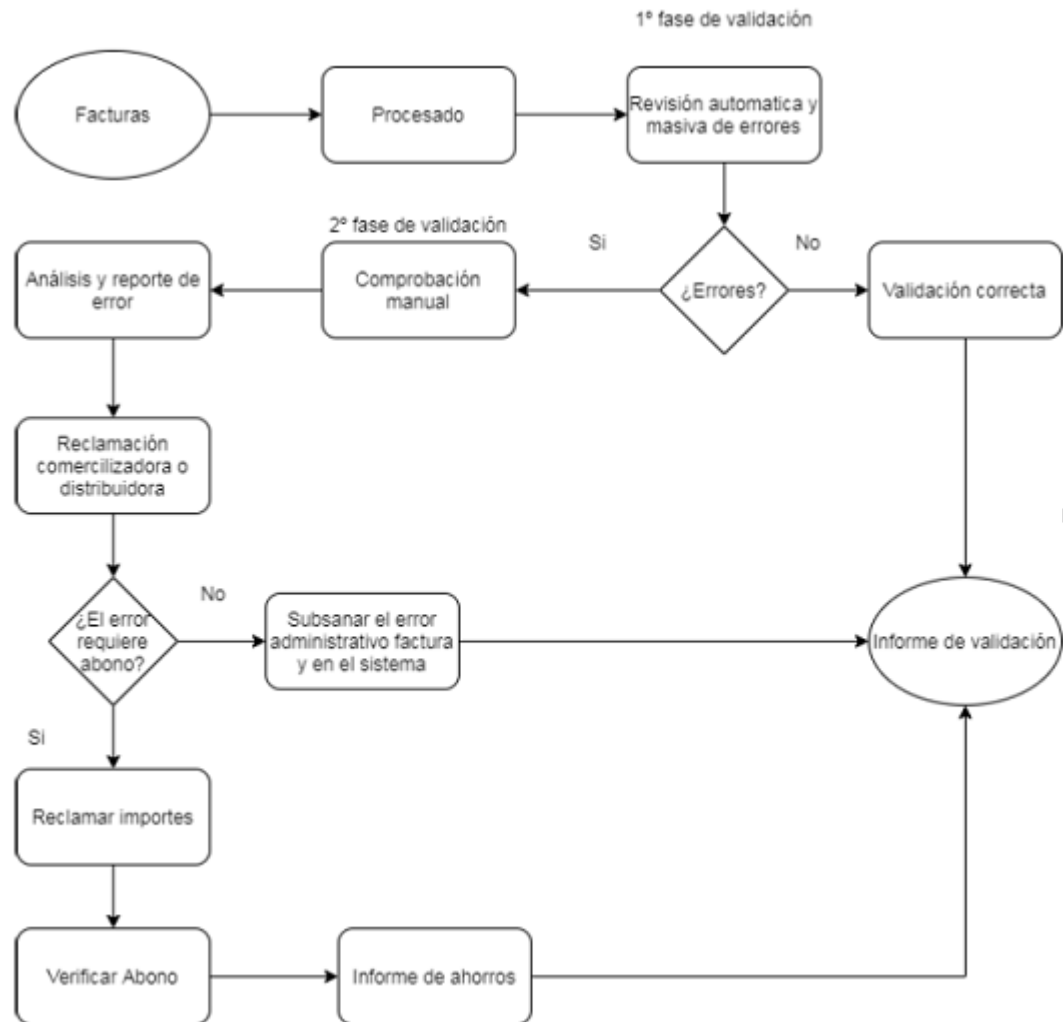 1º fase de validación
Facturas
Procesado
Revisión automatica y
masiva de errores
2º fase de validación
Si
No
Análisis y reporte de
error
Comprobación
manual
¿Errores?
Validación correcta
Reclamación
comercilizadora o
distribuidora
¿El error
requiere
abono?
No
Subsanar el error
administrativo factura
y en el sistema
Informe de validación
Si
Reclamar importes
Verificar Abono
Informe de ahorros